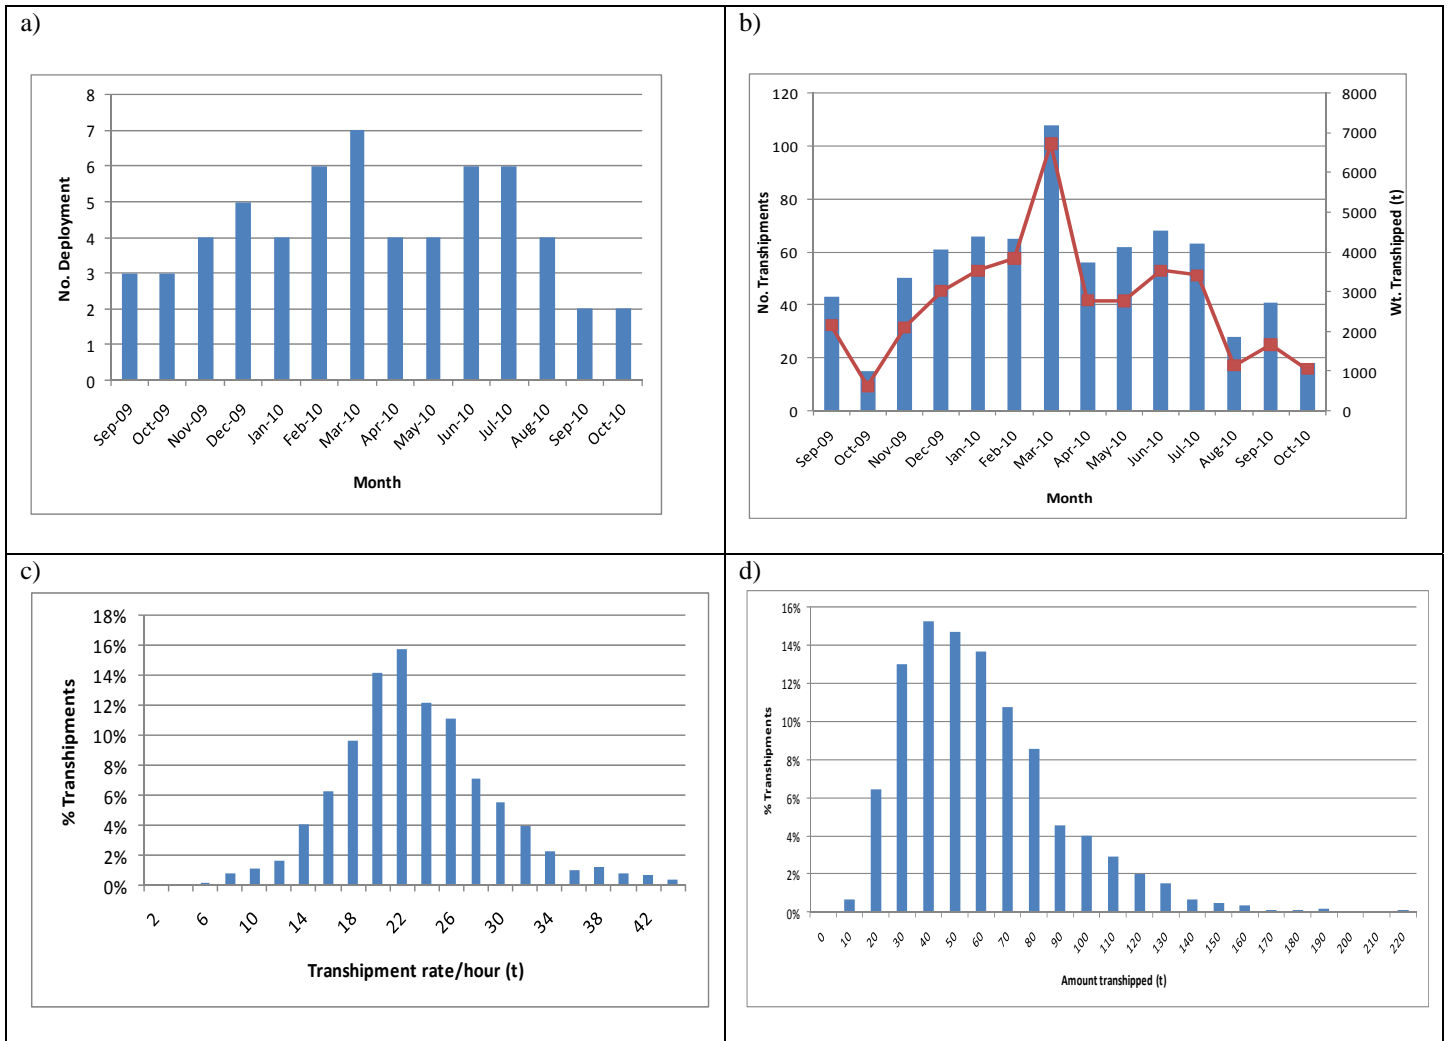 a)
8
7
6
5
4
3
2
1
0
No. Deployment
Sep-09 Oct-09 Nov-09 Dec-09 Jan-10 Feb-10 Mar-10 Apr-10 May-10 Jun-10 Jul-10 Aug-10 Sep-10 Oct-10
Month
b)
120
100
80
60
40
20
0
No. Transhipments
8000
7000
6000
5000
4000
3000
2000
1000
0
Wt. Transhipped (t)
Sep-09 Oct-09 Nov-09 Dec-09 Jan-10 Feb-10 Mar-10 Apr-10 May-10 Jun-10 Jul-10 Aug-10 Sep-10 Oct-10
Month
c)
18%
16%
14%
12%
10%
8%
6%
4%
2%
0%
% Transhipments
2 6 10 14 18 22 26 30 34 38 42
Transhipment rate/hour (t)
d)
16%
14%
12%
10%
8%
6%
4%
2%
0%
% Transhipments
0 10 20 30 40 50 60 70 80 90 100 110 120 130 140 150 160 170 180 190 200 210 220
Amount transhipped (t)